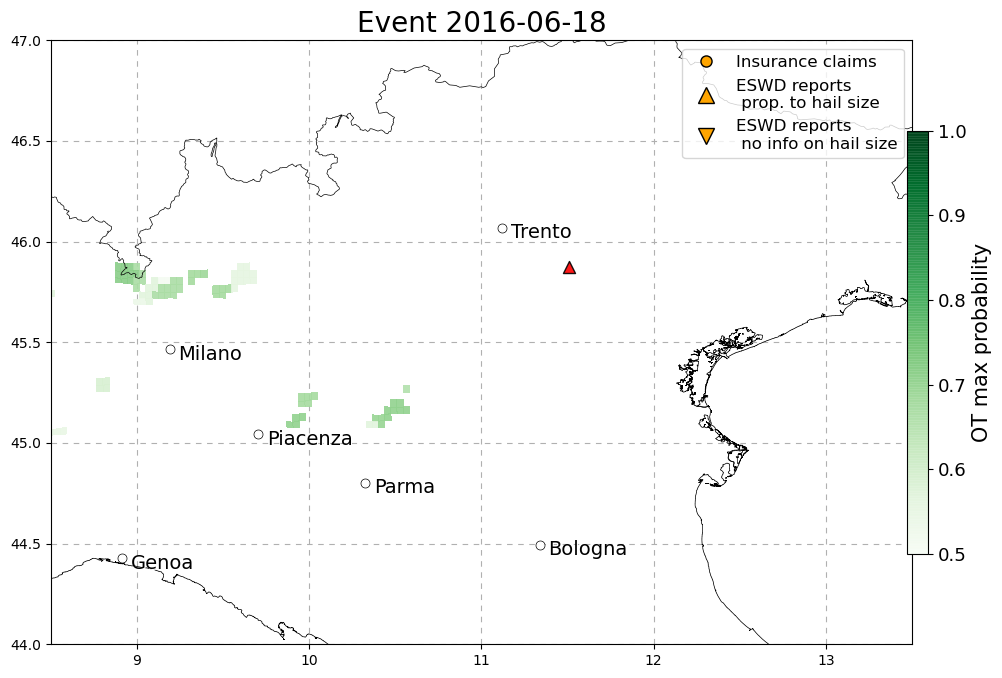 Event 2016-06-18
47.0
46.5
46.0
45.5
45.0
44.5
44.0
9
10
11
12
13
Insurance claims
ESWD reports
prop. to hail size
ESWD reports
no info on hail size
Trento
Milano
Piacenza
Parma
Bologna
Genoa
1.0
0.9
0.8
0.7
0.6
0.5
OT max probability